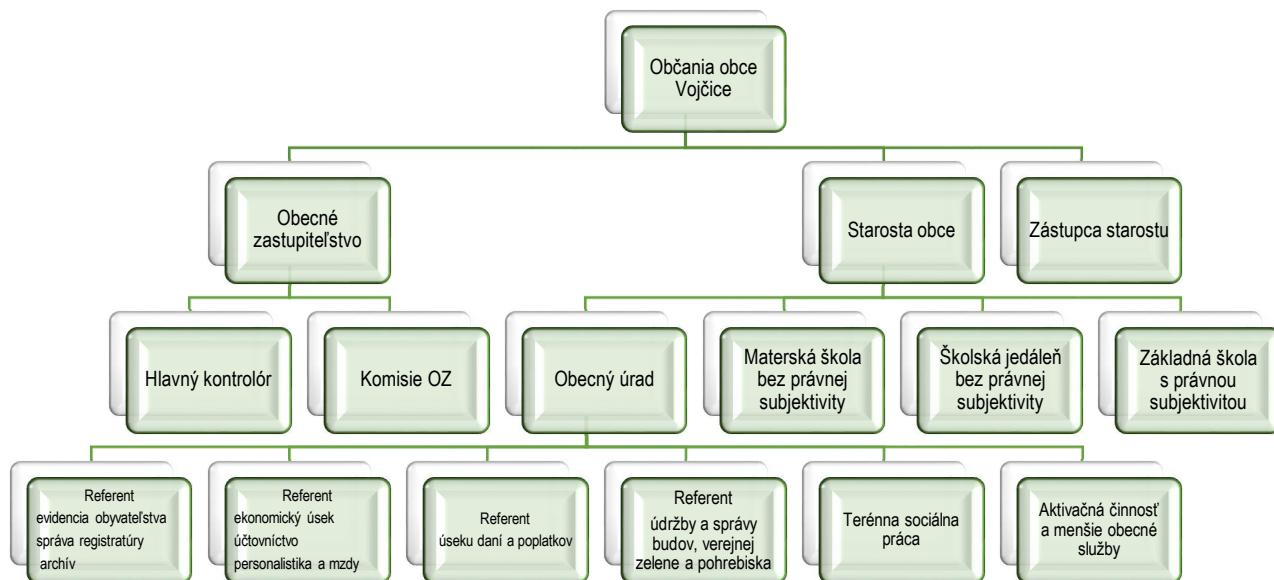 Občania obce
Vojčice
Obecné
zastupiteľstvo
Starosta obce
Zástupca starostu
Hlavný kontrolór
Komisie OZ
Obecný úrad
Materská škola
bez právnej
subjektivity
Školská jedáleň
bez právnej
subjektivity
Základná škola
s právnou
subjektivitou
Referent
evidencia obyvateľstva
správa registratúry
archív
Referent
ekonomický úsek
účtovníctvo
personalistika a mzdy
Referent
úseku daní a poplatkov
Referent
údržby a správy
budov, verejnej
zelene a pohrebiska
Terénna sociálna
práca
Aktivačná činnosť
a menšie obecné
služby